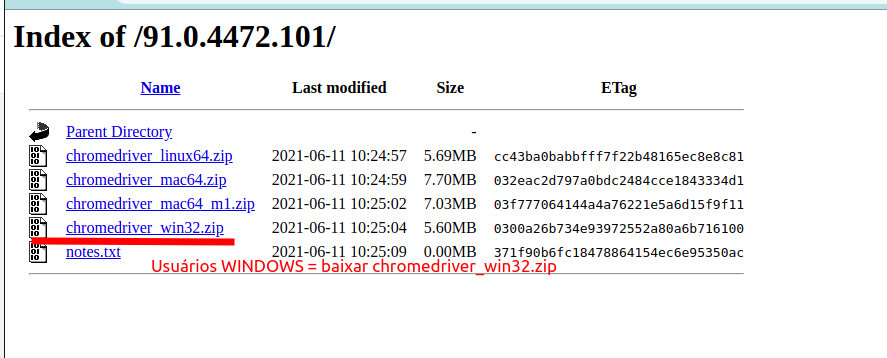 Index of /91.0.4472.101/
Name Last modified Size ETag
Parent Directory -
chromedriver_linux64.zip 2021-06-11 10:24:57 5.69MB cc43ba0babbfff7f22b48165ec8e8c81
chromedriver_mac64.zip 2021-06-11 10:24:59 7.70MB 032eac2d797a0bdc2484cce1843334d1
chromedriver_mac64_m1.zip 2021-06-11 10:25:02 7.03MB 03f777064144a4a76221e5a6d15f9f11
chromedriver_win32.zip 2021-06-11 10:25:04 5.60MB 0300a26b734e93972552a80a6b716100
notes.txt 2021-06-11 10:25:09 0.00MB 371f90b6fc18478864154ec6e95350ac
Usuários WINDOWS = baixar chromedriver_win32.zip